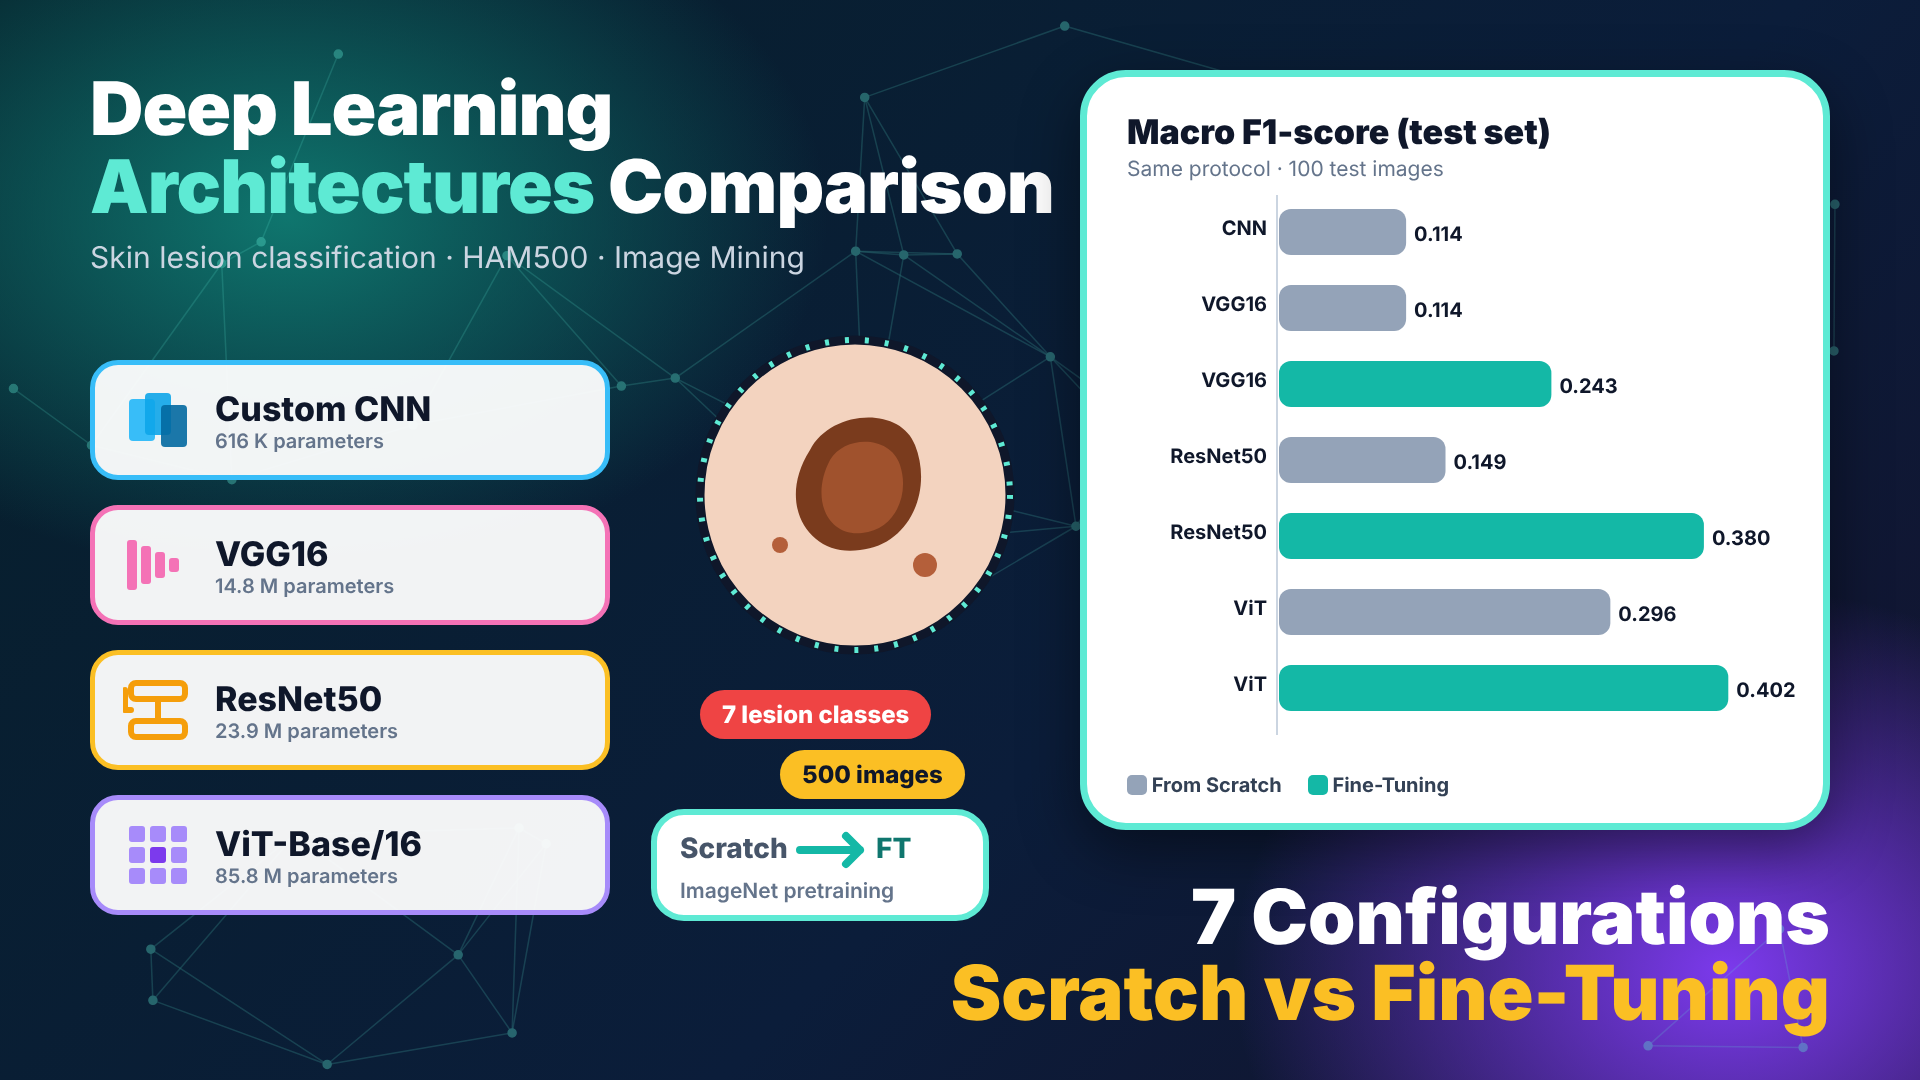 Deep Learning
Architectures Comparison
Skin lesion classification · HAM500 · Image Mining
Custom CNN
616 K parameters
VGG16
14.8 M parameters
ResNet50
23.9 M parameters
ViT-Base/16
85.8 M parameters
7 lesion classes
500 images
Scratch FT
ImageNet pretraining
Macro F1-score (test set)
Same protocol · 100 test images
CNN 0.114
VGG16 0.114
VGG16 0.243
ResNet50 0.149
ResNet50 0.380
ViT 0.296
ViT 0.402
From Scratch Fine-Tuning
7 Configurations
Scratch vs Fine-Tuning